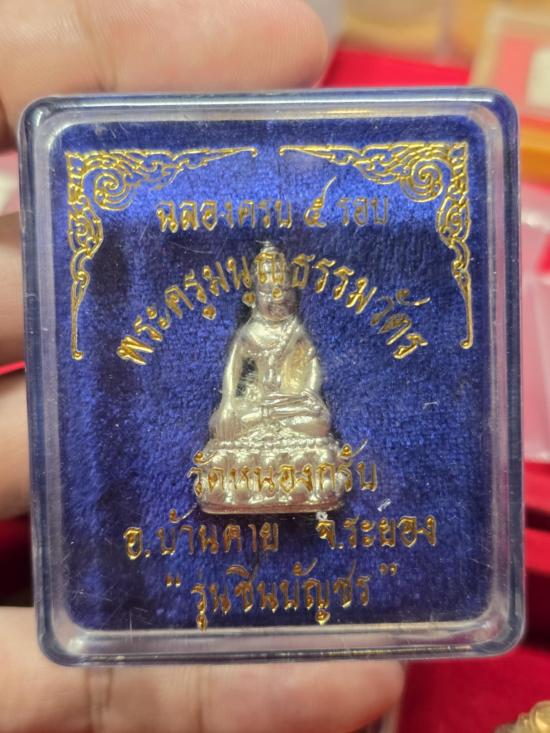 ฉลองครบ ๕ รอบ
พระครูมนูญธรรมวัตร
วัดหนองกรับ
อ.บ้านค่าย จ.ระยอง
"รุ่นชินบัญชร"